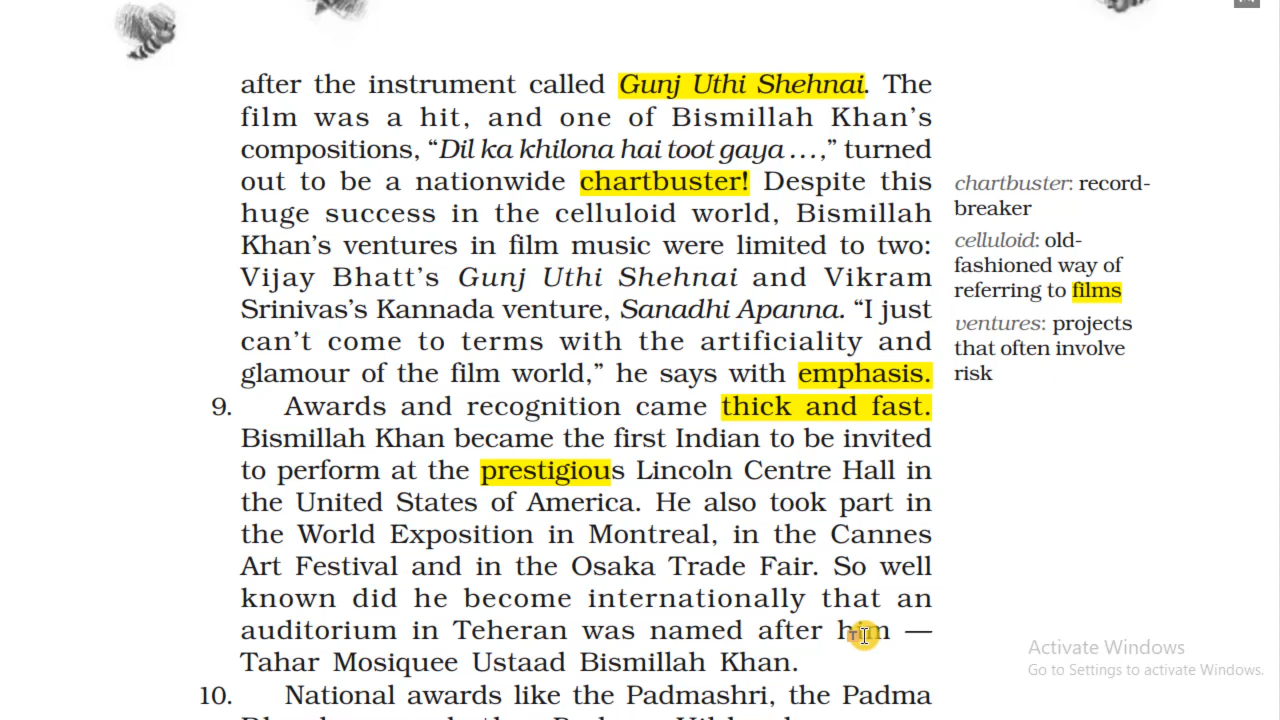 after the instrument called Gunj Uthi Shehnai. The
film was a hit, and one of Bismillah Khan’s
compositions, “Dil ka khilona hai toot gaya ...,” turned
out to be a nationwide chartbuster! Despite this
huge success in the celluloid world, Bismillah
Khan’s ventures in film music were limited to two:
Vijay Bhatt’s Gunj Uthi Shehnai and Vikram
Srinivas’s Kannada venture, Sanadhi Apanna. “I just
can’t come to terms with the artificiality and
glamour of the film world,” he says with emphasis.
9. Awards and recognition came thick and fast.
Bismillah Khan became the first Indian to be invited
to perform at the prestigious Lincoln Centre Hall in
the United States of America. He also took part in
the World Exposition in Montreal, in the Cannes
Art Festival and in the Osaka Trade Fair. So well
known did he become internationally that an
auditorium in Teheran was named after him —
Tahar Mosiquee Ustaad Bismillah Khan.
10. National awards like the Padmashri, the Padma
chartbuster: record-
breaker
celluloid: old-
fashioned way of
referring to films
ventures: projects
that often involve
risk
Activate Windows
Go to Settings to activate Windows.